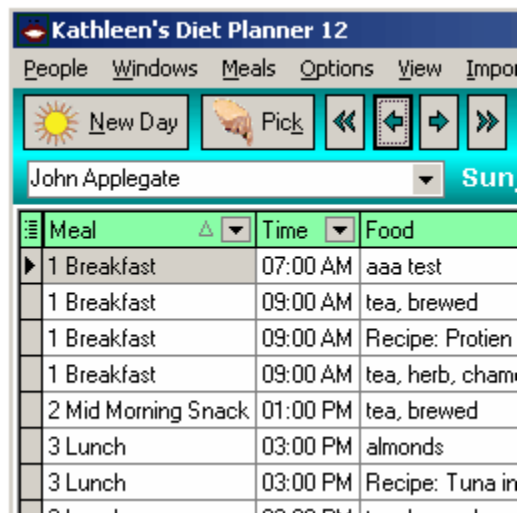 Kathleen's Diet Planner 12
People Windows Meals Options View
New Day Pick
John Applegate Sun,
Meal Time Food
1 Breakfast 07:00 AM aaa test
1 Breakfast 09:00 AM tea, brewed
1 Breakfast 09:00 AM Recipe: Protien
1 Breakfast 09:00 AM tea, herb,
2 Mid Morning Snack 01:00 PM tea, brewed
3 Lunch 03:00 PM almonds
3 Lunch 03:00 PM Recipe: Tuna in